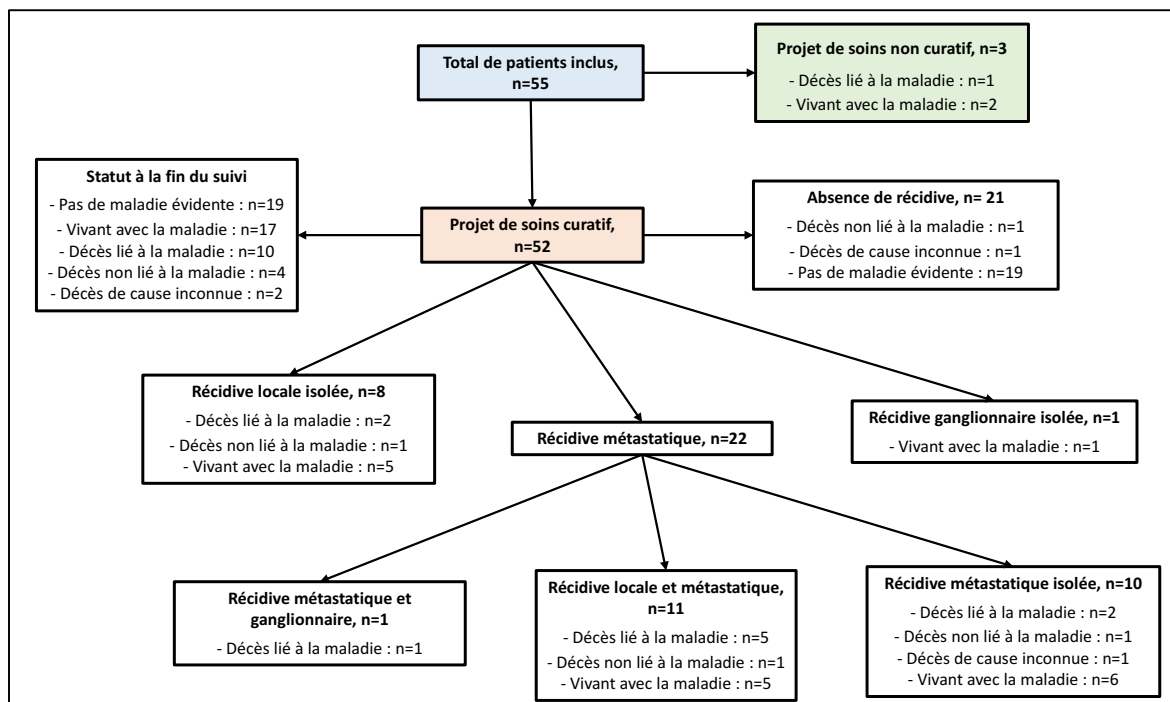 Total de patients inclus,
n=55
Projet de soins non curatif, n=3
- Décès lié à la maladie : n=1
- Vivant avec la maladie : n=2
Statut à la fin du suivi
- Pas de maladie évidente : n=19
- Vivant avec la maladie : n=17
- Décès lié à la maladie : n=10
- Décès non lié à la maladie : n=4
- Décès de cause inconnue : n=2
Projet de soins curatif,
n=52
Absence de récidive, n= 21
- Décès non lié à la maladie : n=1
- Décès de cause inconnue : n=1
- Pas de maladie évidente : n=19
Récidive locale isolée, n=8
- Décès lié à la maladie : n=2
- Décès non lié à la maladie : n=1
- Vivant avec la maladie : n=5
Récidive métastatique, n=22
Récidive ganglionnaire isolée, n=1
- Vivant avec la maladie : n=1
Récidive métastatique et
ganglionnaire, n=1
- Décès lié à la maladie : n=1
Récidive locale et métastatique,
n=11
- Décès lié à la maladie : n=5
- Décès non lié à la maladie : n=1
- Vivant avec la maladie : n=5
Récidive métastatique isolée, n=10
- Décès lié à la maladie : n=2
- Décès non lié à la maladie : n=1
- Décès de cause inconnue : n=1
- Vivant avec la maladie : n=6